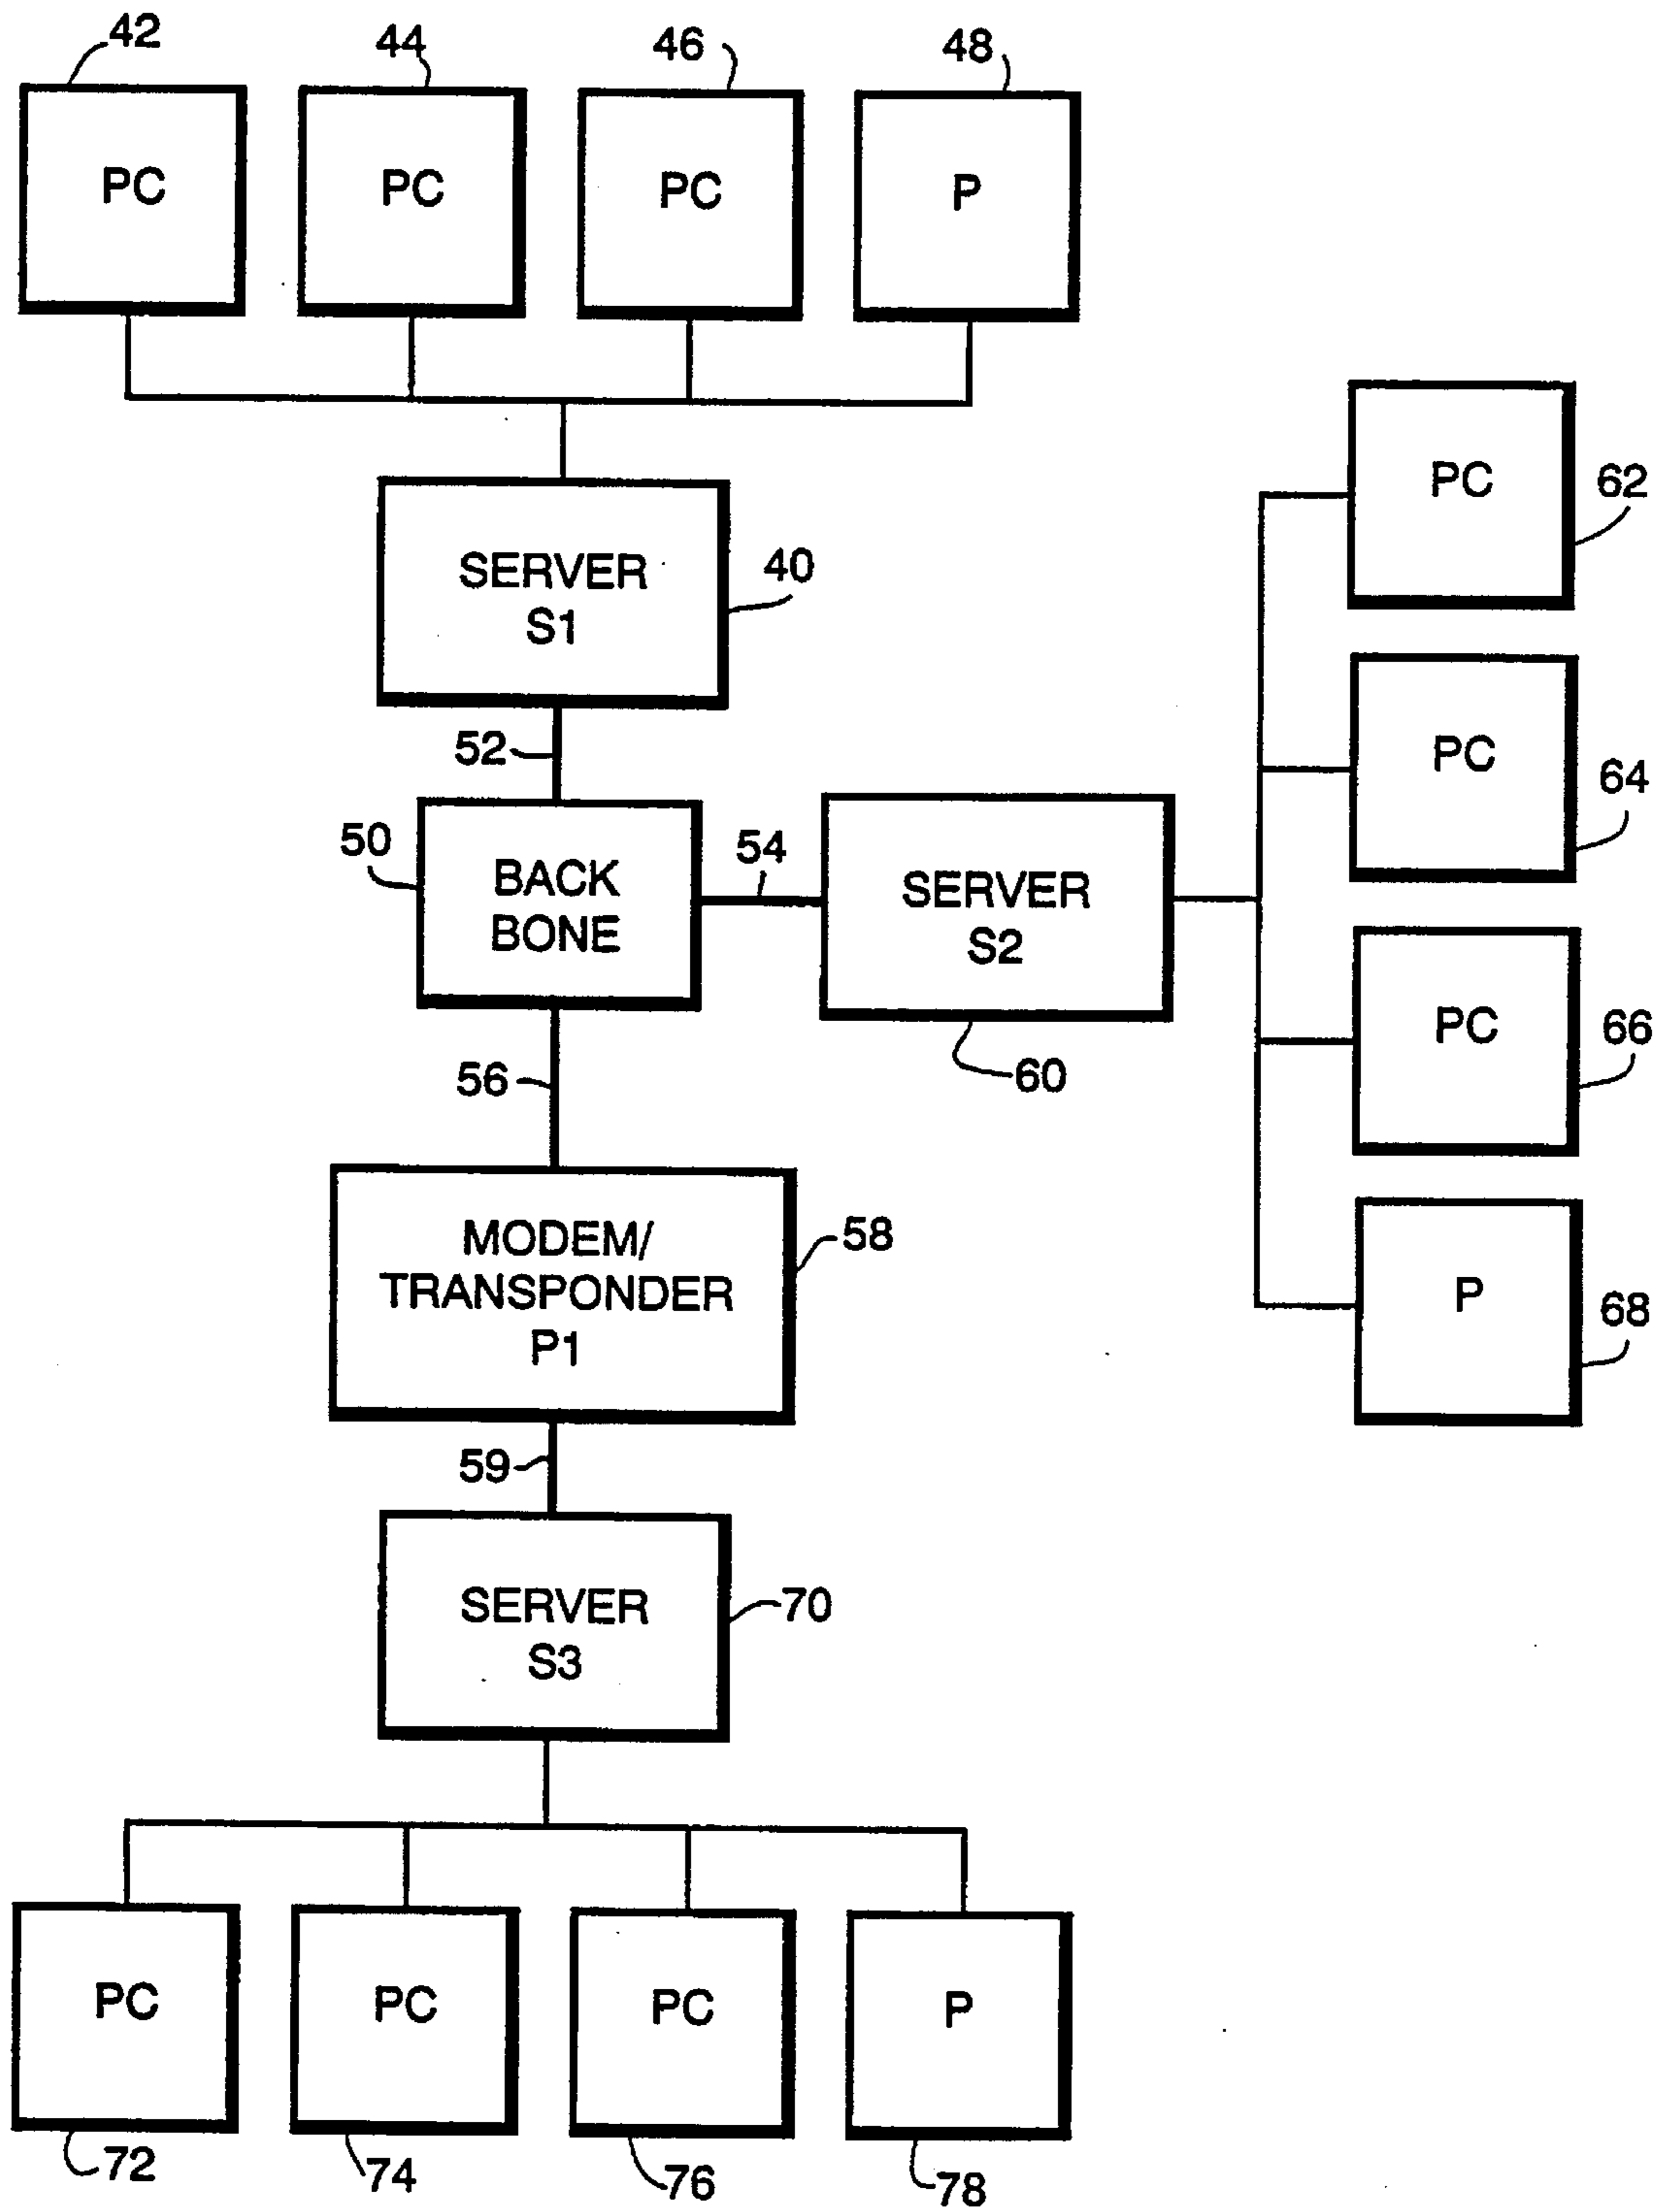 42
44
46
48
PC
PC
PC
P
SERVER
S1
40
52
50
BACK
BONE
54
SERVER
S2
60
PC
62
PC
64
PC
66
P
68
56
MODEM/
TRANSPONDER
P1
58
59
SERVER
S3
70
PC
PC
PC
P
72
74
76
78